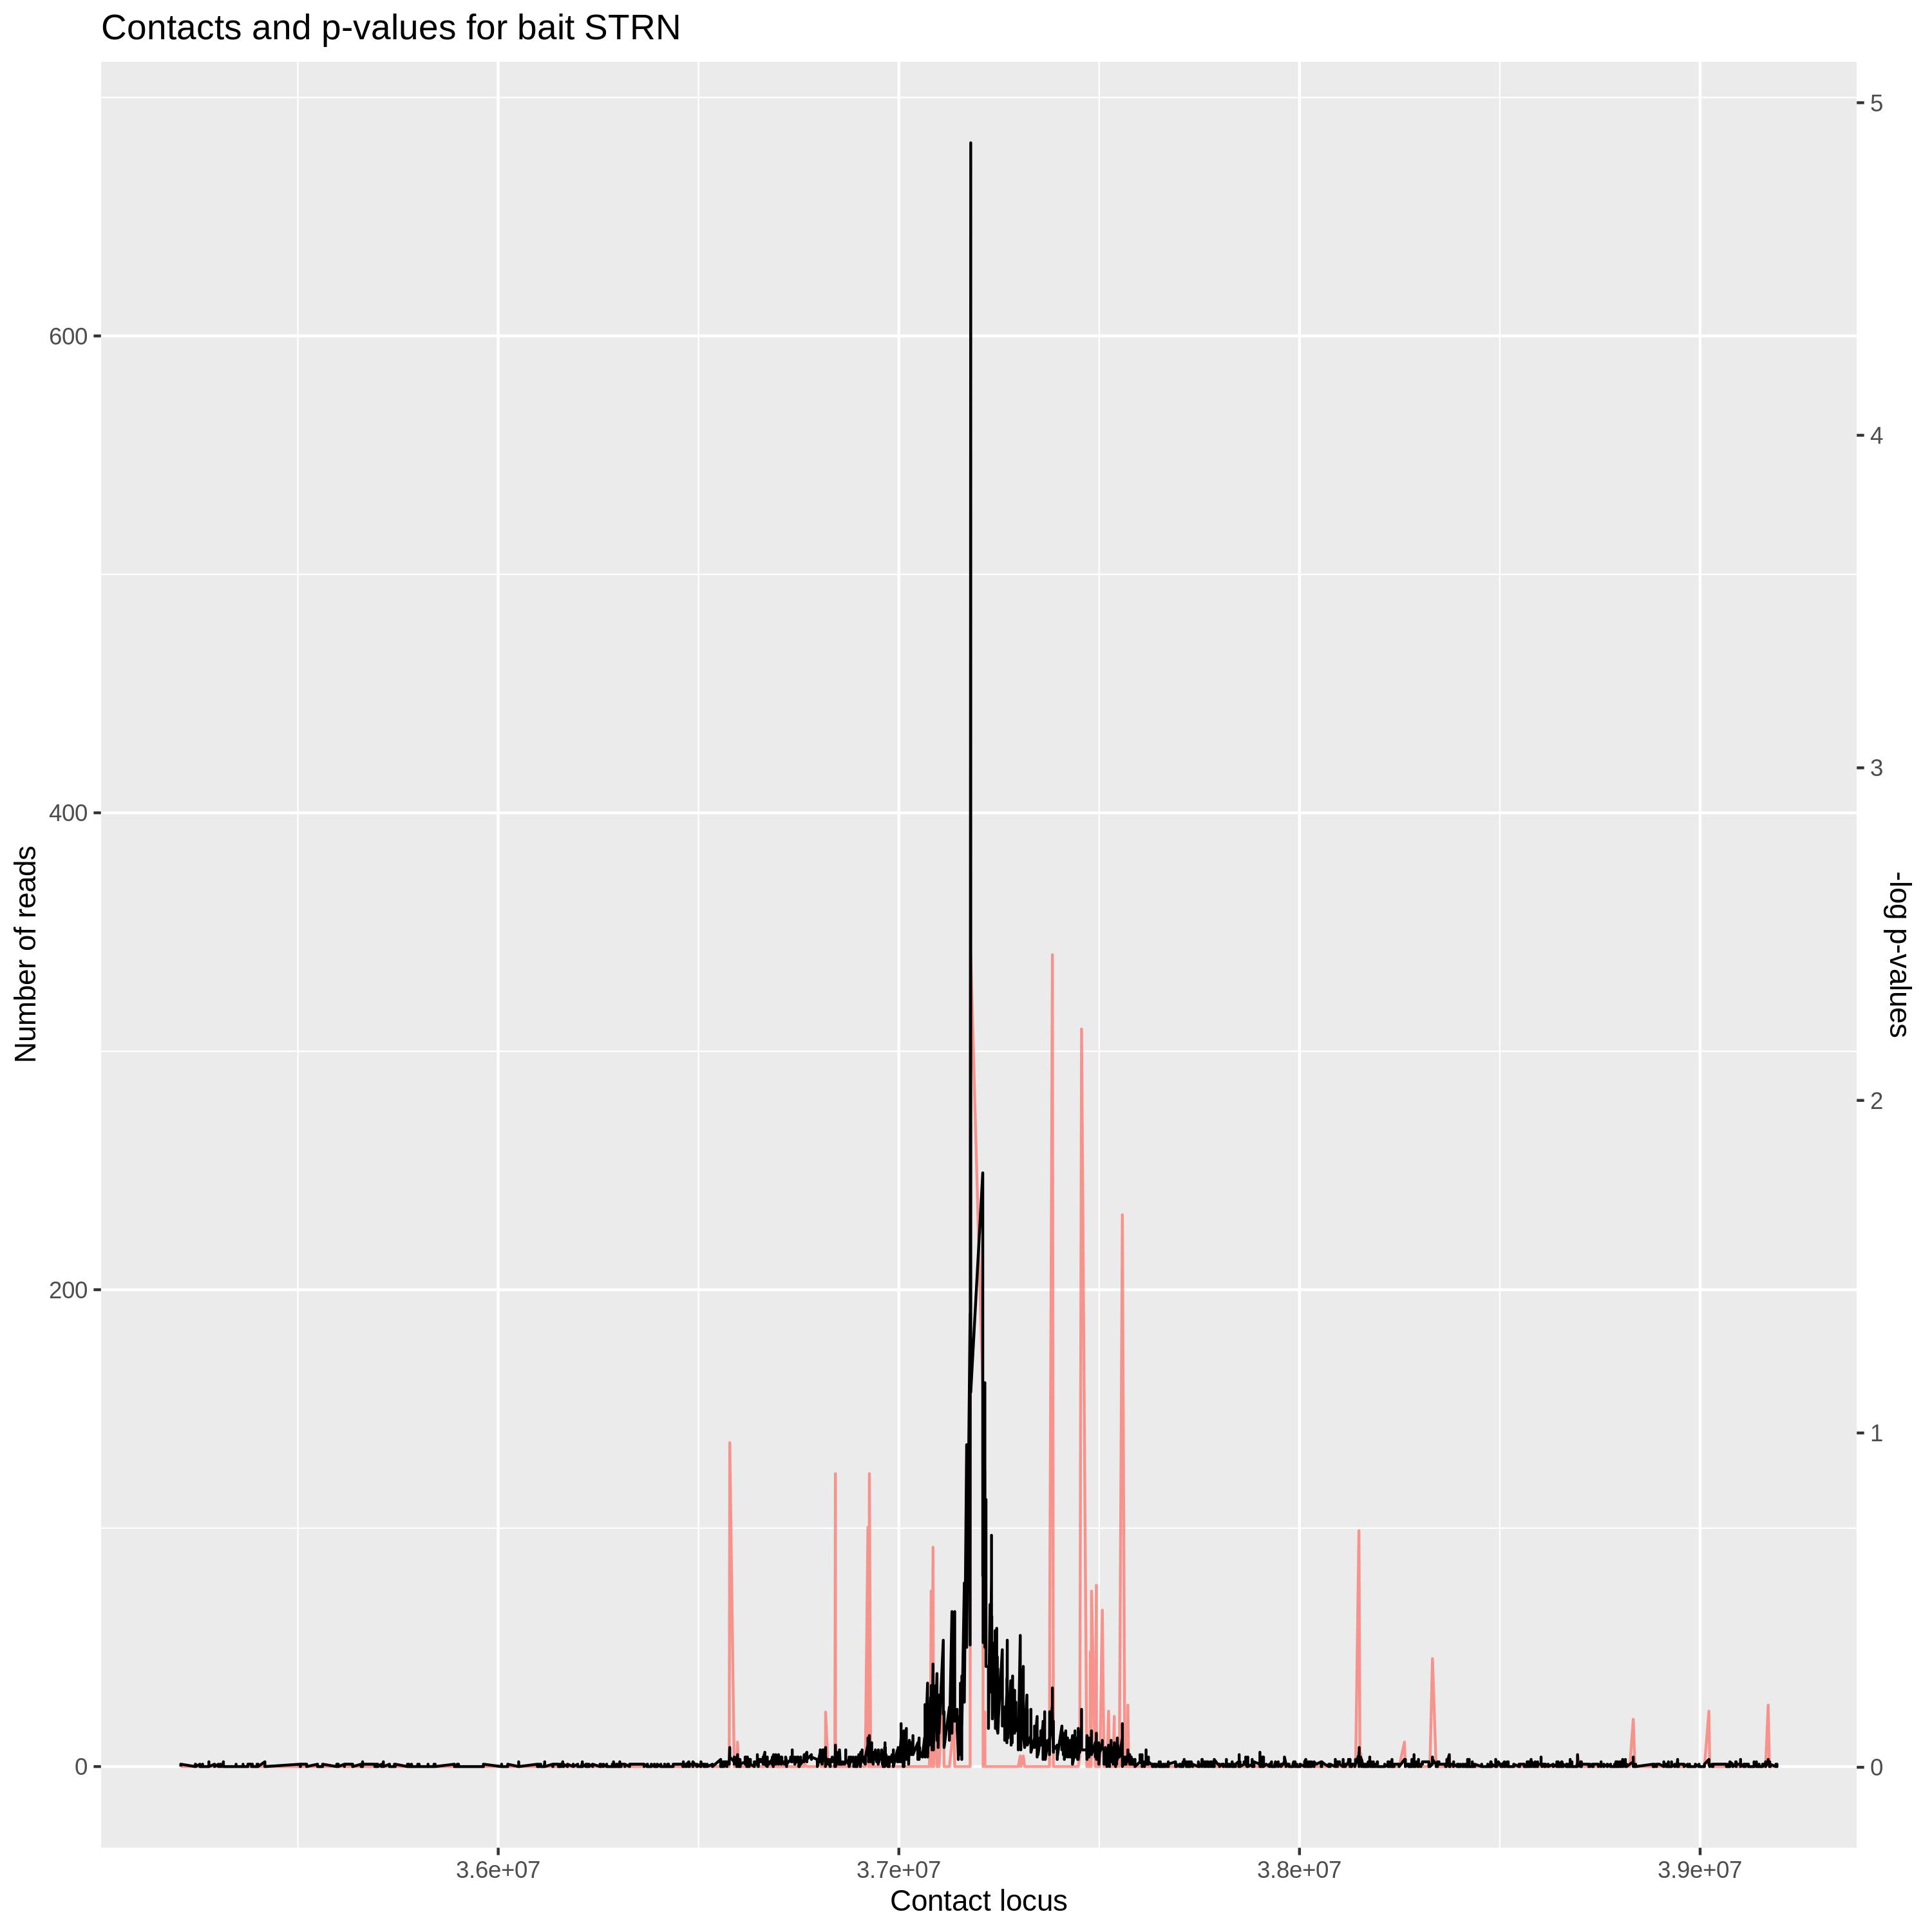 Contacts and p-values for bait STRN
Number of reads
600
400
200
0
5
4
3
2
1
0
-log p-values
3.6e+07
3.7e+07
3.8e+07
3.9e+07
Contact locus